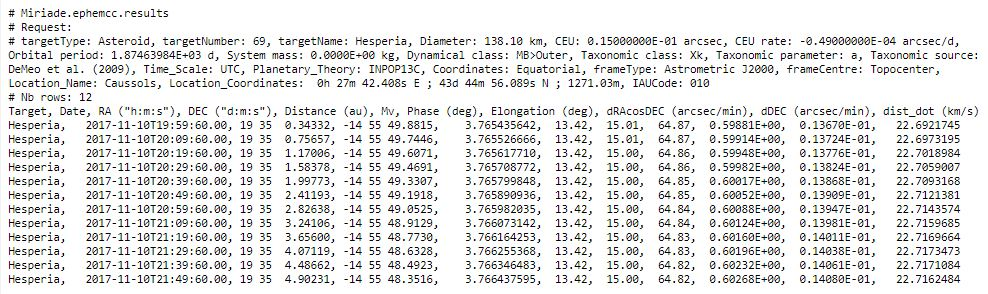 # Miriade.ephemcc.results
# Request:
# targetType: Asteroid, targetNumber: 69, targetName: Hesperia, Diameter: 138.10 km, CEU: 0.15000000E-01 arcsec, CEU rate: -0.49000000E-04 arcsec/d,
Orbital period: 1.87463984E+03 d, System mass: 0.0000E+00 kg, Dynamical class: MB>Outer, Taxonomic class: Xk, Taxonomic parameter: a, Taxonomic source:
DeMeo et al. (2009), Time_Scale: UTC, Planetary_Theory: INPOP13C, Coordinates: Equatorial, frameType: Astrometric J2000, frameCentre: Topocenter,
Location_Name: Caussols, Location_Coordinates:  0h 27m 42.408s E ; 43d 44m 56.089s N ; 1271.03m, IAUCode: 010
# Nb rows: 12
Target, Date, RA ("h:m:s"), DEC ("d:m:s"), Distance (au), Mv, Phase (deg), Elongation (deg), dRAcosDEC (arcsec/min), dDEC (arcsec/min), dist_dot (km/s)
Hesperia, 2017-11-10T19:59:60.00, 19 35 0.34332, -14 55 49.8815, 3.765435642, 13.42, 15.01, 64.87, 0.59881E+00, 0.13670E-01, 22.6921745
Hesperia, 2017-11-10T20:09:60.00, 19 35 0.75657, -14 55 49.7446, 3.765526666, 13.42, 15.01, 64.87, 0.59914E+00, 0.13724E-01, 22.6973195
Hesperia, 2017-11-10T20:19:60.00, 19 35 1.17006, -14 55 49.6071, 3.765617710, 13.42, 15.00, 64.86, 0.59948E+00, 0.13776E-01, 22.7018984
Hesperia, 2017-11-10T20:29:60.00, 19 35 1.58378, -14 55 49.4691, 3.765708772, 13.42, 15.00, 64.86, 0.59982E+00, 0.13824E-01, 22.7059007
Hesperia, 2017-11-10T20:39:60.00, 19 35 1.99773, -14 55 49.3307, 3.765799848, 13.42, 15.00, 64.85, 0.60017E+00, 0.13868E-01, 22.7093168
Hesperia, 2017-11-10T20:49:60.00, 19 35 2.41193, -14 55 49.1918, 3.765890936, 13.42, 15.00, 64.85, 0.60052E+00, 0.13909E-01, 22.7121381
Hesperia, 2017-11-10T20:59:60.00, 19 35 2.82638, -14 55 49.0525, 3.765982035, 13.42, 15.00, 64.84, 0.60088E+00, 0.13947E-01, 22.7143574
Hesperia, 2017-11-10T21:09:60.00, 19 35 3.24106, -14 55 48.9129, 3.766073142, 13.42, 15.00, 64.84, 0.60124E+00, 0.13981E-01, 22.7159685
Hesperia, 2017-11-10T21:19:60.00, 19 35 3.65600, -14 55 48.7730, 3.766164253, 13.42, 15.00, 64.83, 0.60160E+00, 0.14011E-01, 22.7169664
Hesperia, 2017-11-10T21:29:60.00, 19 35 4.07119, -14 55 48.6328, 3.766255368, 13.42, 15.00, 64.83, 0.60196E+00, 0.14038E-01, 22.7173473
Hesperia, 2017-11-10T21:39:60.00, 19 35 4.48662, -14 55 48.4923, 3.766346483, 13.42, 15.00, 64.82, 0.60232E+00, 0.14061E-01, 22.7171084
Hesperia, 2017-11-10T21:49:60.00, 19 35 4.90231, -14 55 48.3516, 3.766437595, 13.42, 15.00, 64.82, 0.60268E+00, 0.14080E-01, 22.7162484